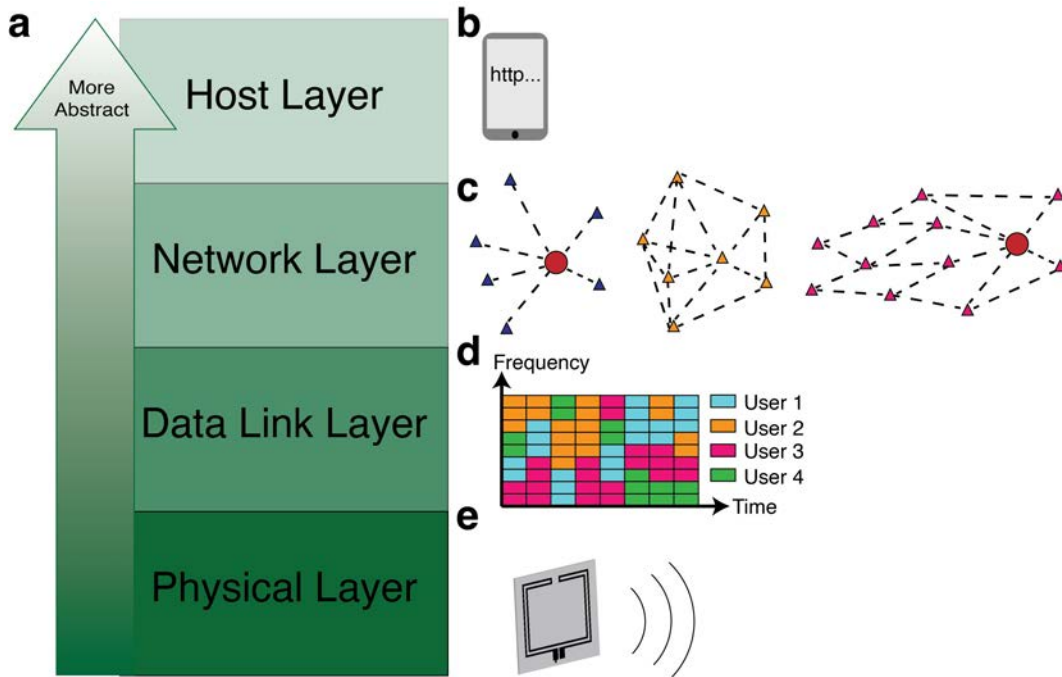 a
More
Abstract
Host Layer
Network Layer
Data Link Layer
Physical Layer
b
http...
c
d
Frequency
User 1
User 2
User 3
User 4
Time
e